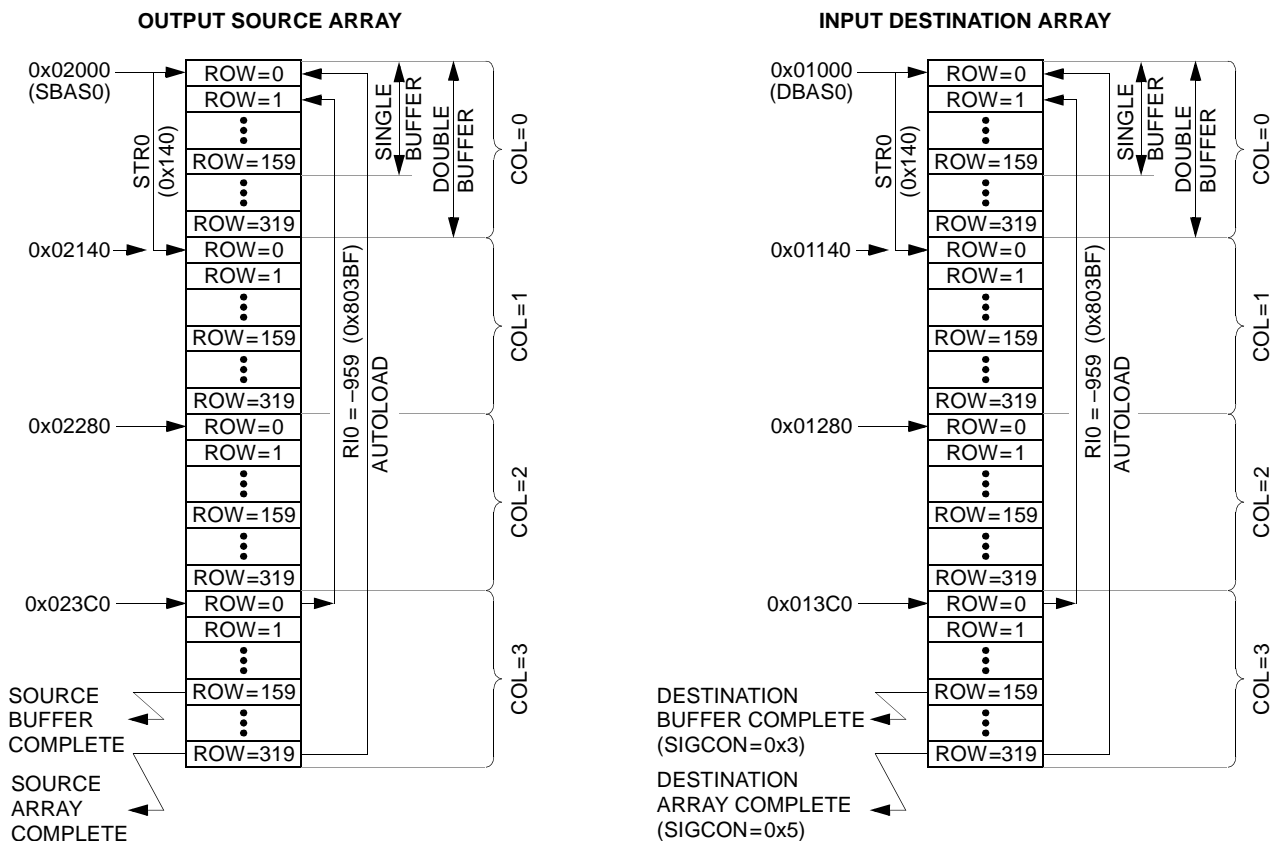 OUTPUT SOURCE ARRAY
0x02000
(SBAS0)
STR0
(0x140)
0x02140
0x02280
0x023C0
ROW=0
ROW=1
ROW=159
ROW=319
ROW=0
ROW=1
ROW=159
ROW=319
ROW=0
ROW=1
ROW=159
ROW=319
ROW=0
ROW=1
ROW=159
ROW=319
SINGLE
BUFFER
DOUBLE
BUFFER
RI0 = –959 (0x803BF)
AUTOLOAD
COL=0
COL=1
COL=2
COL=3
SOURCE
BUFFER
COMPLETE
SOURCE
ARRAY
COMPLETE
INPUT DESTINATION ARRAY
0x01000
(DBAS0)
STR0
(0x140)
0x01140
0x01280
0x013C0
ROW=0
ROW=1
ROW=159
ROW=319
ROW=0
ROW=1
ROW=159
ROW=319
ROW=0
ROW=1
ROW=159
ROW=319
ROW=0
ROW=1
ROW=159
ROW=319
SINGLE
BUFFER
DOUBLE
BUFFER
RI0 = –959 (0x803BF)
AUTOLOAD
COL=0
COL=1
COL=2
COL=3
DESTINATION
BUFFER COMPLETE
(SIGCON=0x3)
DESTINATION
ARRAY COMPLETE
(SIGCON=0x5)